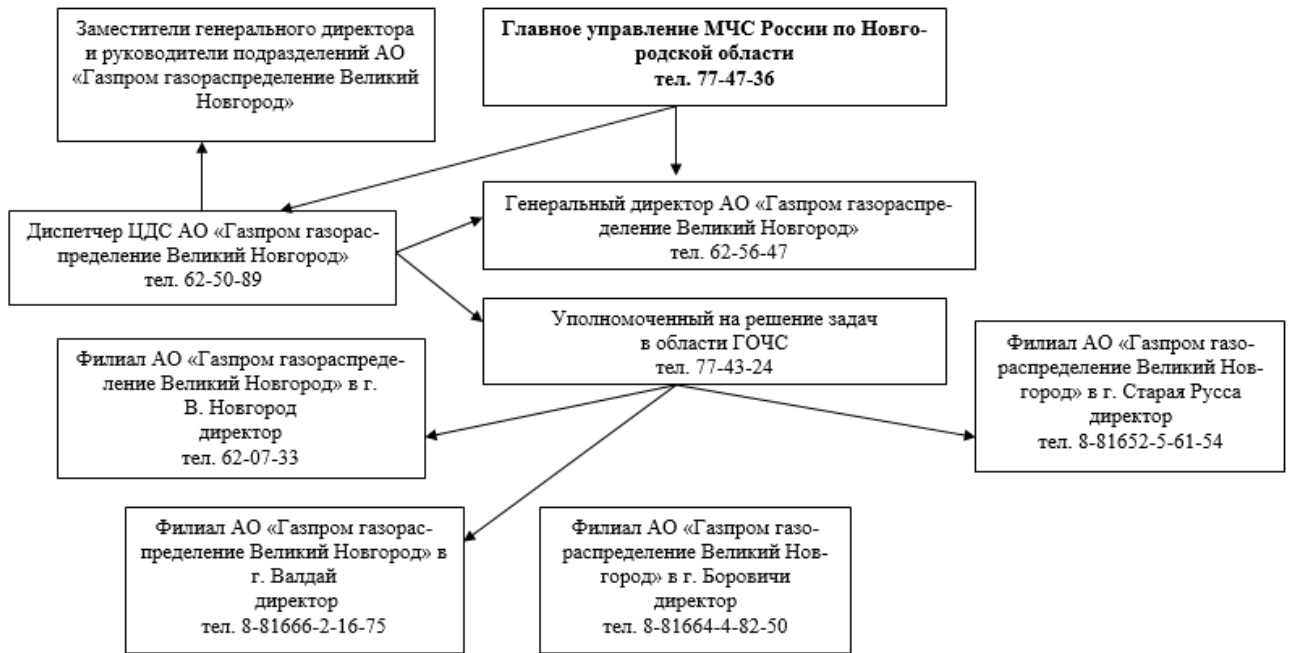 Заместители генерального директора
и руководители подразделений АО
«Газпром газораспределение Великий
Новгород»
Главное управление МЧС России по Новго-
родской области
тел. 77-47-36
Диспетчер ЦДС АО «Газпром газорас-
пределение Великий Новгород»
тел. 62-50-89
Генеральный директор АО «Газпром газораспре-
деление Великий Новгород»
тел. 62-56-47
Уполномоченный на решение задач
в области ГОЧС
тел. 77-43-24
Филиал АО «Газпром газораспреде-
ление Великий Новгород» в г.
В. Новгород
директор
тел. 62-07-33
Филиал АО «Газпром газо-
распределение Великий Нов-
город» в г. Старая Русса
директор
тел. 8-81652-5-61-54
Филиал АО «Газпром газорас-
пределение Великий Новгород» в
г. Валдай
директор
тел. 8-81666-2-16-75
Филиал АО «Газпром газо-
распределение Великий Нов-
город» в г. Боровичи
директор
тел. 8-81664-4-82-50